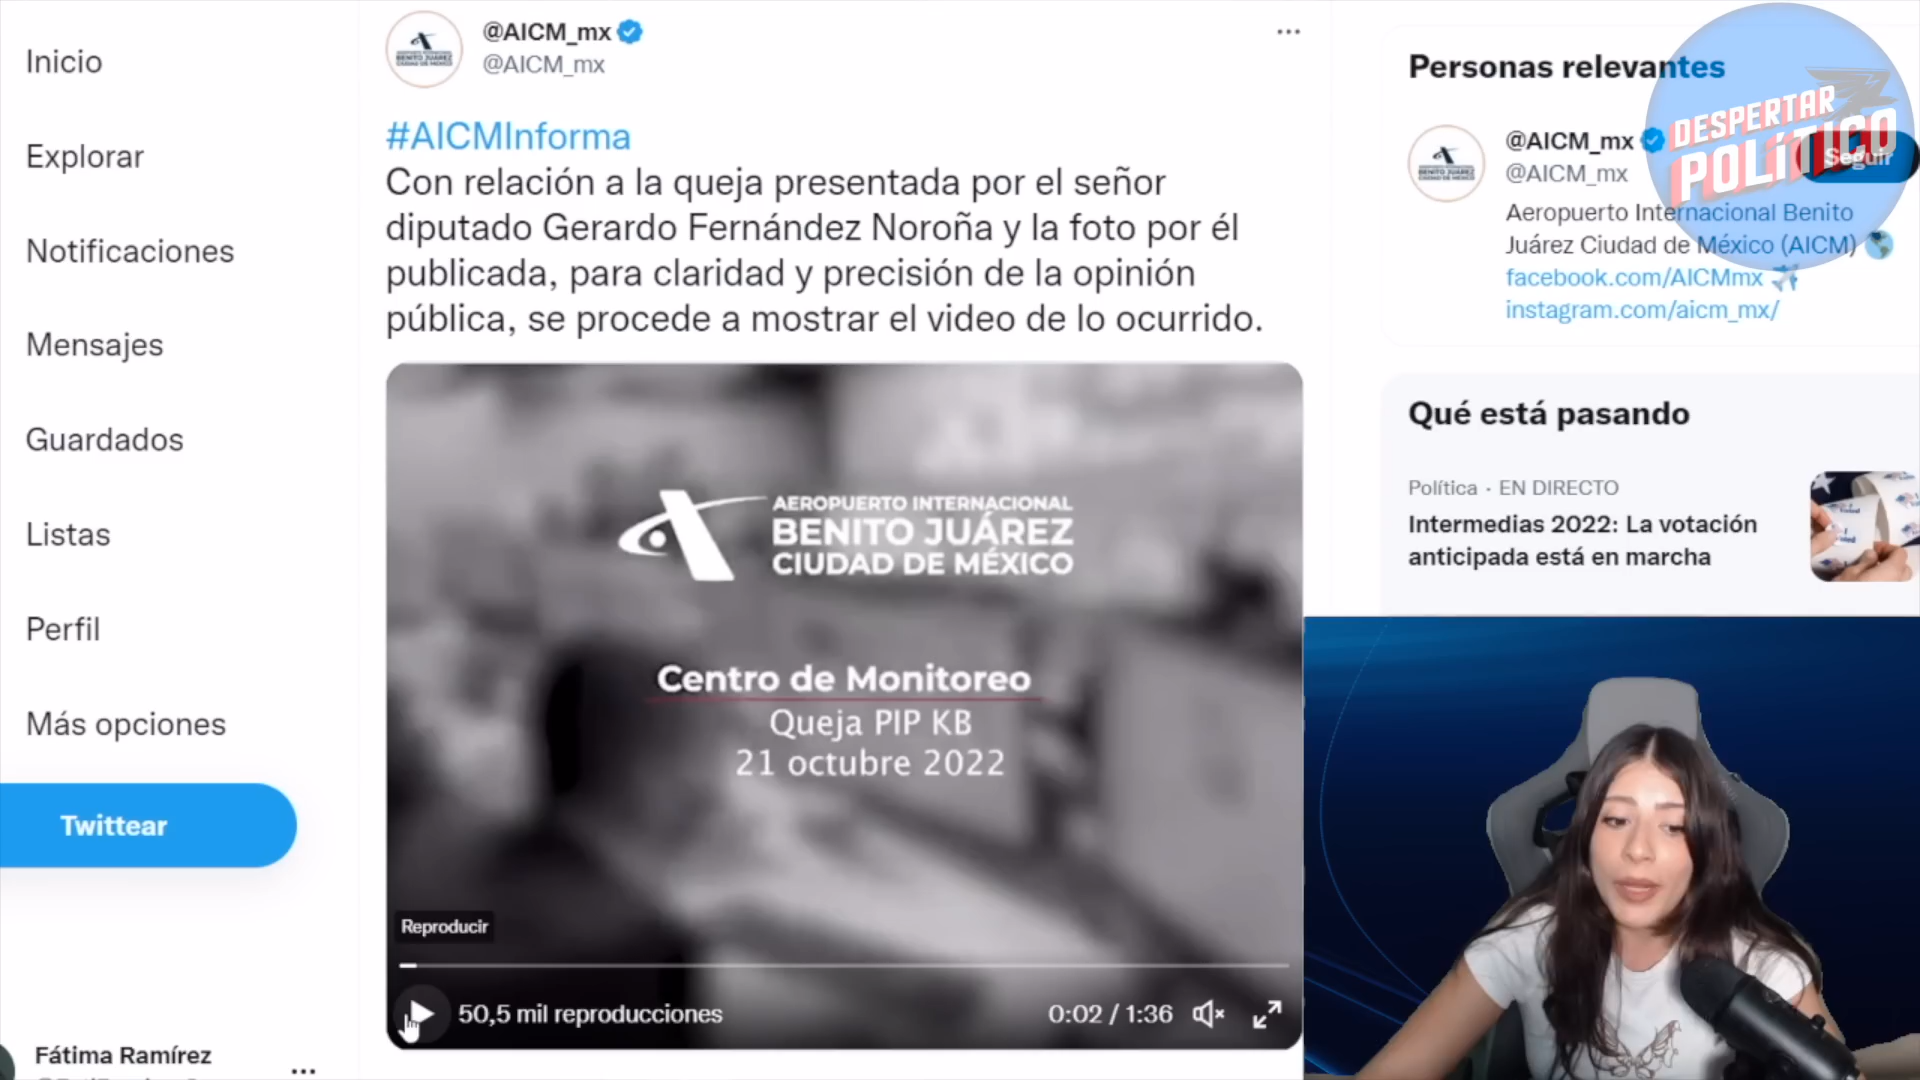 Inicio
Explorar
Notificaciones
Mensajes
Guardados
Listas
Perfil
Más opciones
Twittear
Fátima Ramírez
@AICM_mx
@AICM_mx
#AICMInforma
Con relación a la queja presentada por el señor
diputado Gerardo Fernández Noroña y la foto por él
publicada, para claridad y precisión de la opinión
pública, se procede a mostrar el video de lo ocurrido.
AEROPUERTO INTERNACIONAL
BENITO JUÁREZ
CIUDAD DE MÉXICO
Centro de Monitoreo
Queja PIP KB
21 octubre 2022
Reproducir
50,5 mil reproducciones
0:02 / 1:36
Personas relevantes
@AICM_mx
@AICM_mx
Seguir
Aeropuerto Internacional Benito
Juárez Ciudad de México (AICM)
facebook.com/AICMmx
instagram.com/aicm_mx/
DESPERTAR
POLÍTICO
Qué está pasando
Política · EN DIRECTO
Intermedias 2022: La votación
anticipada está en marcha